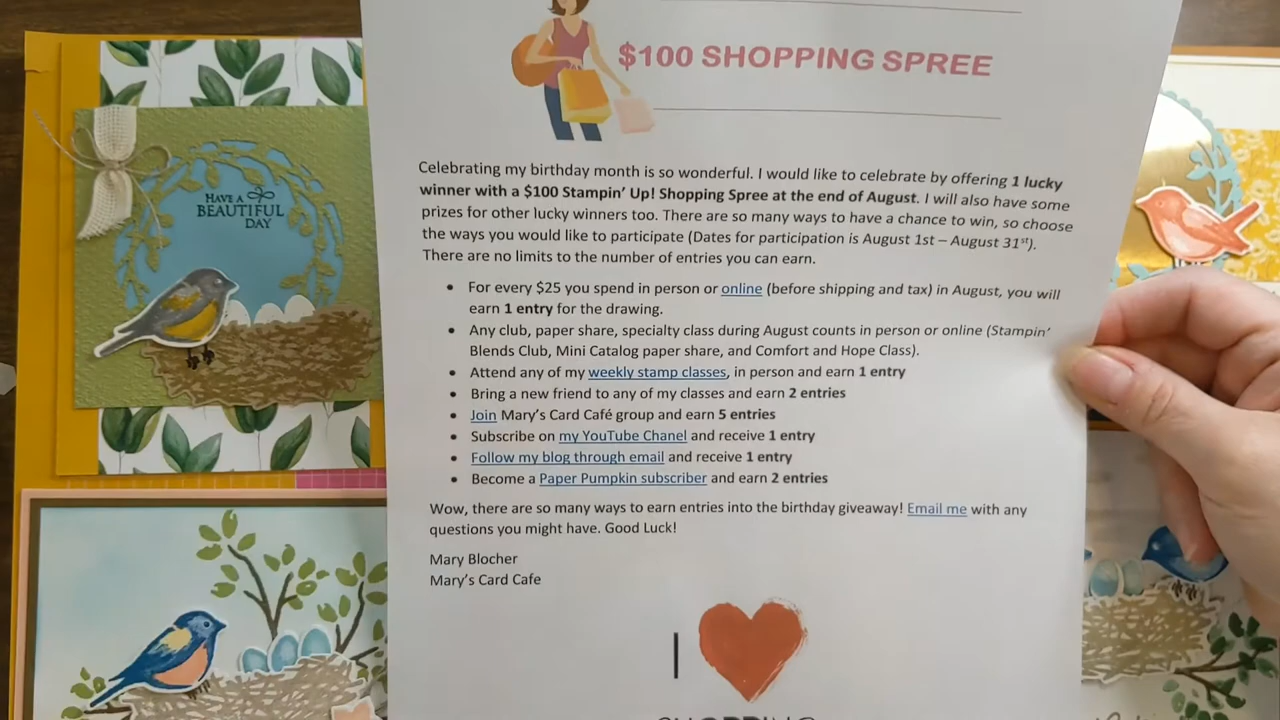 $100 SHOPPING SPREE
Celebrating my birthday month is so wonderful. I would like to celebrate by offering 1 lucky
winner with a $100 Stampin' Up! Shopping Spree at the end of August. I will also have some
prizes for other lucky winners too. There are so many ways to have a chance to win, so choose
the ways you would like to participate (Dates for participation is August 1st – August 31st).
There are no limits to the number of entries you can earn.
• For every $25 you spend in person or online (before shipping and tax) in August, you will
earn 1 entry for the drawing.
• Any club, paper share, specialty class during August counts in person or online (Stampin'
Blends Club, Mini Catalog paper share, and Comfort and Hope Class).
• Attend any of my weekly stamp classes, in person and earn 1 entry
• Bring a new friend to any of my classes and earn 2 entries
• Join Mary's Card Café group and earn 5 entries
• Subscribe on my YouTube Chanel and receive 1 entry
• Follow my blog through email and receive 1 entry
• Become a Paper Pumpkin subscriber and earn 2 entries
Wow, there are so many ways to earn entries into the birthday giveaway! Email me with any
questions you might have. Good Luck!
Mary Blocher
Mary's Card Cafe
I
HAVE A
BEAUTIFUL
DAY